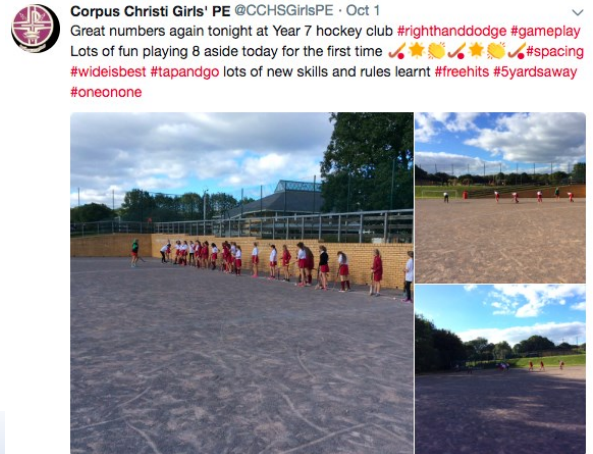 Corpus Christi Girls' PE @CCHSGirlsPE · Oct 1
Great numbers again tonight at Year 7 hockey club #righthanddodge #gameplay
Lots of fun playing 8 aside today for the first time 🏑🌟👏🏑🌟👏🏑#spacing
#wideisbest #tapandgo lots of new skills and rules learnt #freehits #5yardsaway
#oneonone